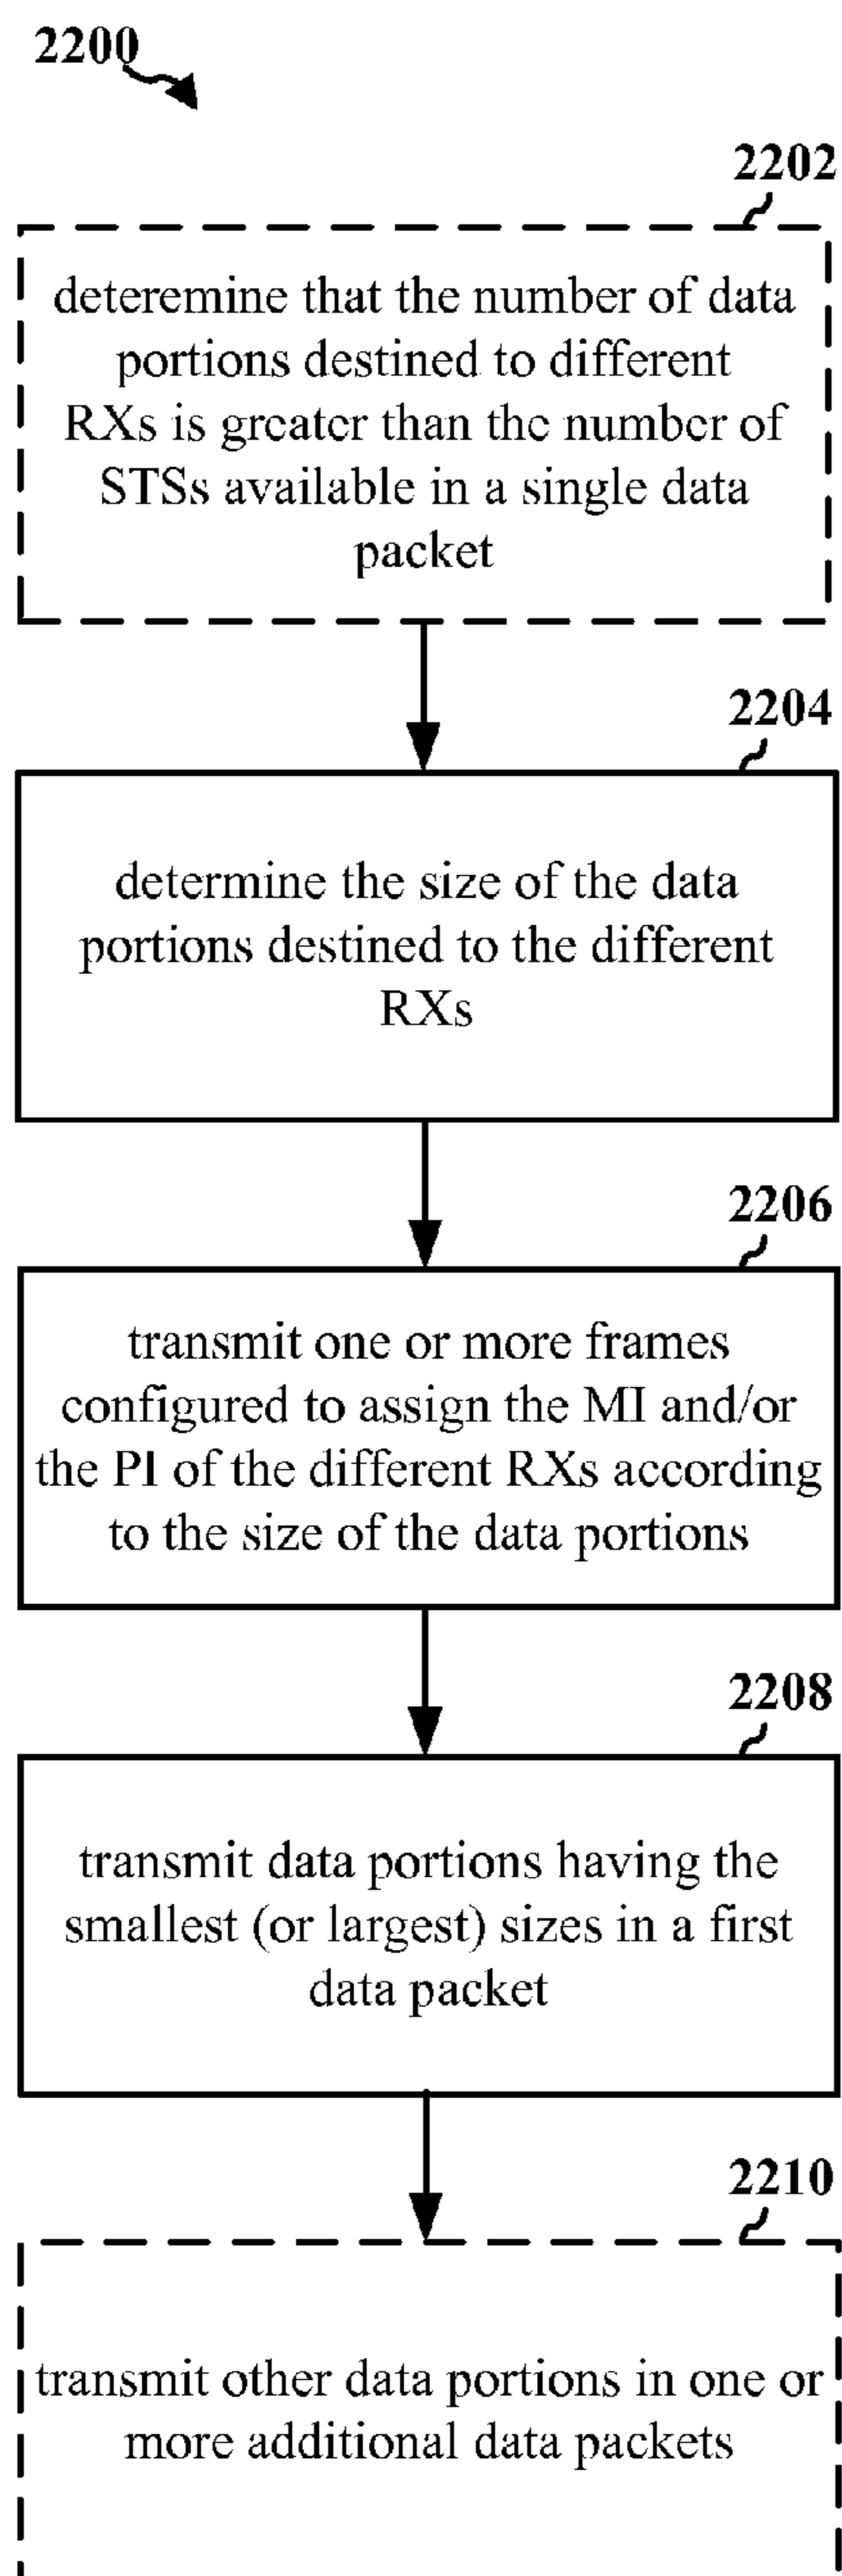 2200
2202
deteremine that the number of data
portions destined to different
RXs is greater than the number of
STSs available in a single data
packet
2204
determine the size of the data
portions destined to the different
RXs
2206
transmit one or more frames
configured to assign the MI and/or
the PI of the different RXs according
to the size of the data portions
2208
transmit data portions having the
smallest (or largest) sizes in a first
data packet
2210
transmit other data portions in one or
more additional data packets